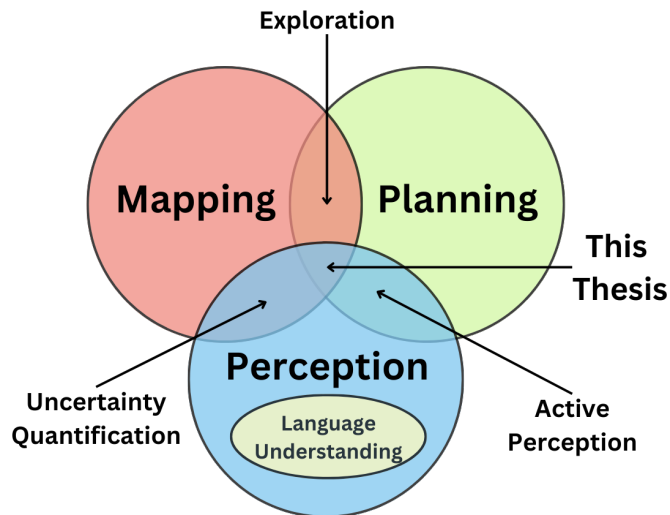 Exploration
Mapping
Planning
This
Thesis
Perception
Uncertainty
Quantification
Language
Understanding
Active
Perception